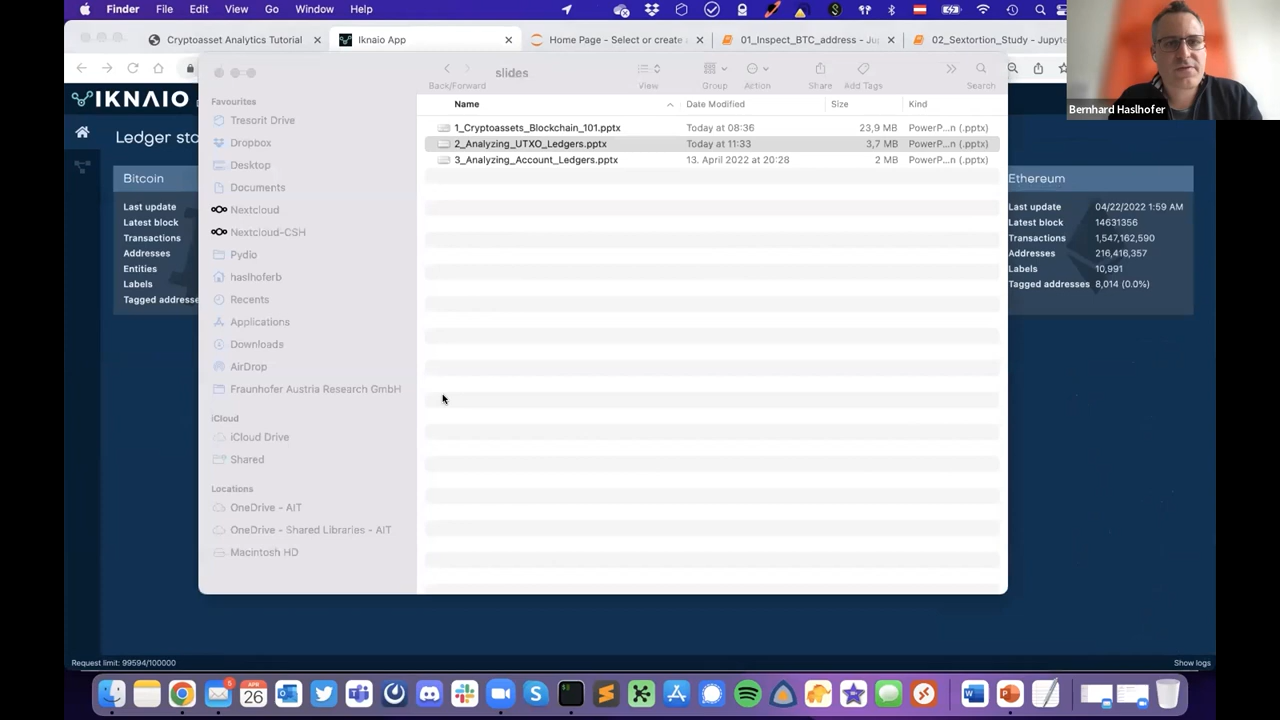 Finder File Edit View Go Window Help
Cryptoasset Analytics Tutorial
Iknaio App
Home Page - Select or create
01_Inspect_BTC_address - Jup
02_Sextortion_Study - Jupyte
Bernhard Haslhofer
IKNAIO
Ledger sta
slides
Back/Forward View Group Action Share Add Tags Search
Name Date Modified Size Kind
1_Cryptoassets_Blockchain_101.pptx Today at 08:36 23,9 MB PowerP...n (.pptx)
2_Analyzing_UTXO_Ledgers.pptx Today at 11:33 3,7 MB PowerP...n (.pptx)
3_Analyzing_Account_Ledgers.pptx 13. April 2022 at 20:28 2 MB PowerP...n (.pptx)
Favourites
Tresorit Drive
Dropbox
Desktop
Documents
Nextcloud
Nextcloud-CSH
Pydio
haslhoferb
Recents
Applications
Downloads
AirDrop
Fraunhofer Austria Research GmbH
iCloud
iCloud Drive
Shared
Locations
OneDrive - AIT
OneDrive - Shared Libraries - AIT
Macintosh HD
Bitcoin
Last update
Latest block
Transactions
Addresses
Entities
Labels
Tagged addresse
Ethereum
Last update 04/22/2022 1:59 AM
Latest block 14631356
Transactions 1,547,162,590
Addresses 216,416,357
Labels 10,991
Tagged addresses 8,014 (0.0%)
Request limit: 99594/100000
Show logs
5
APR
26